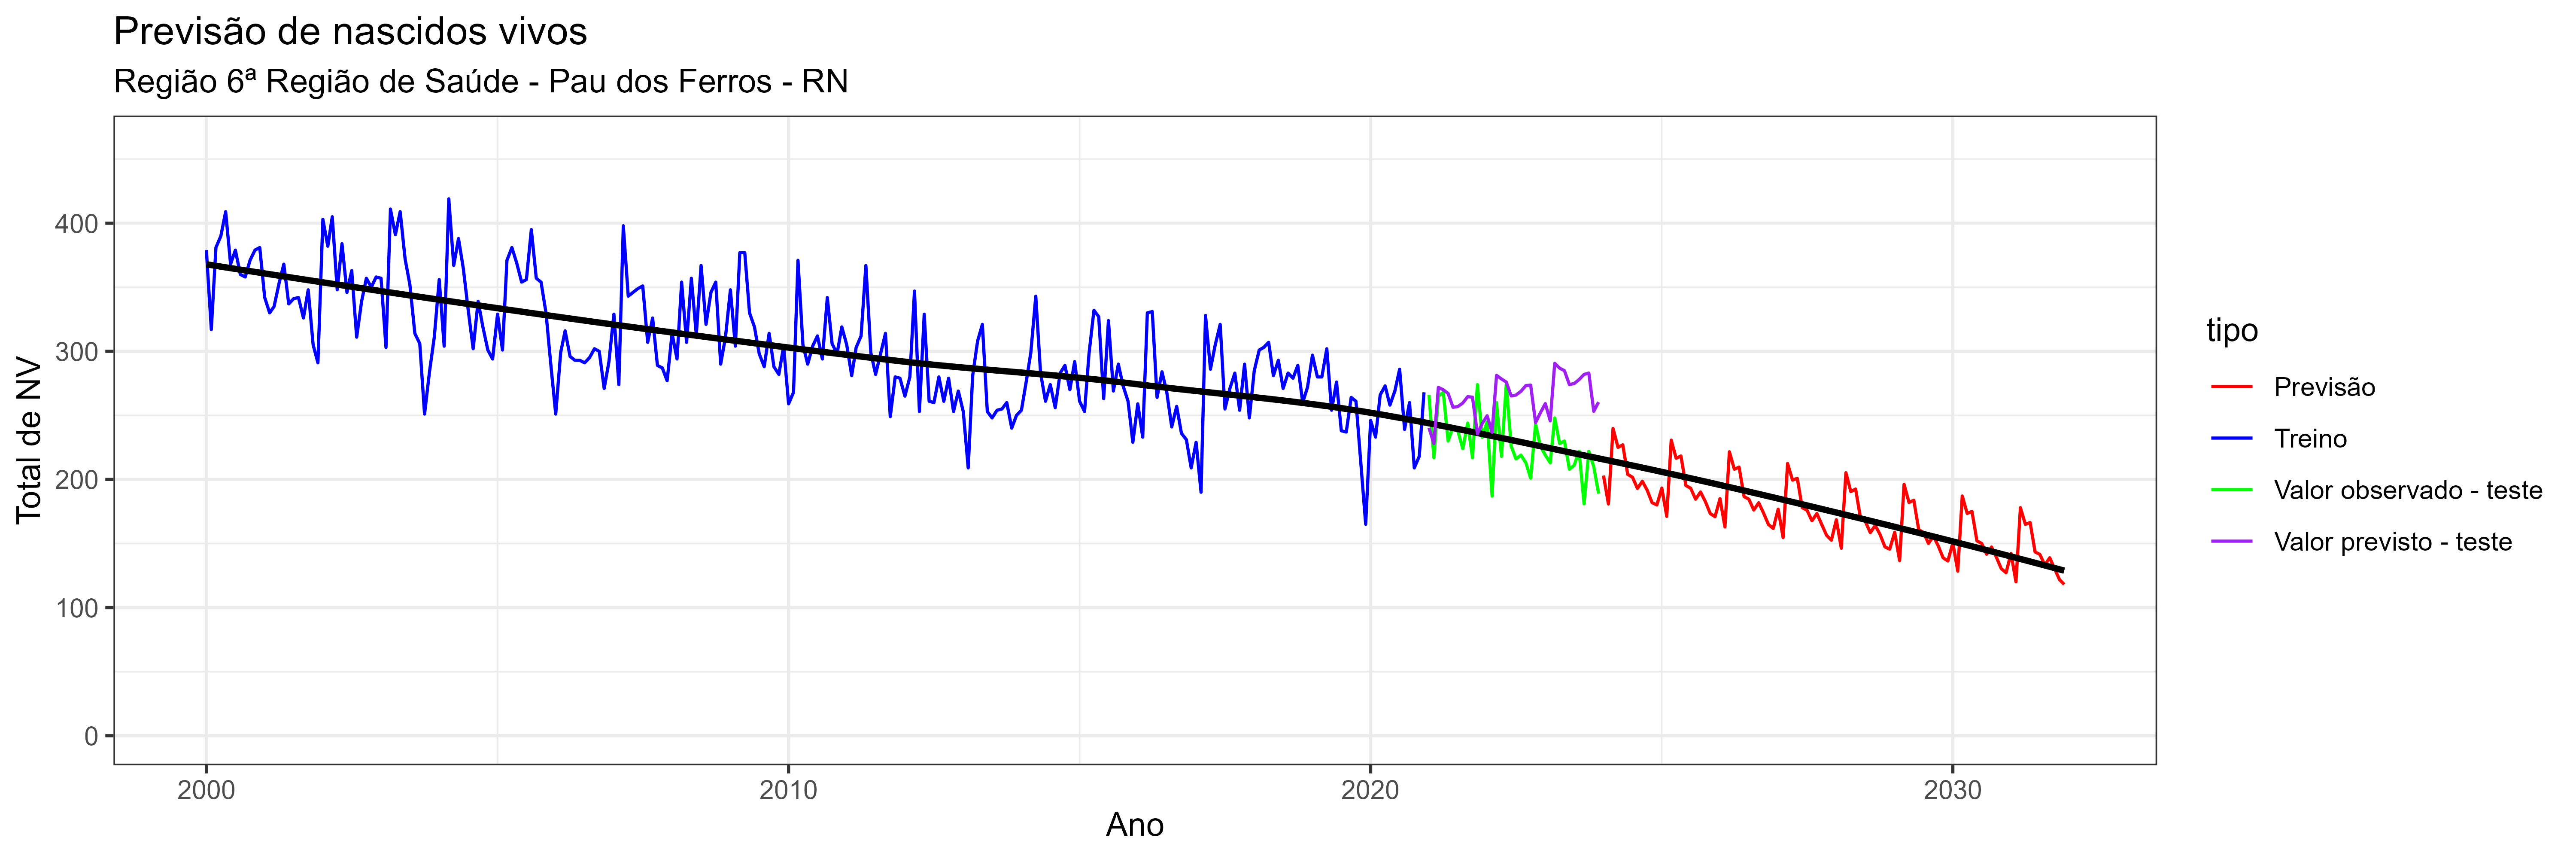 Previsão de nascidos vivos
Região 6ª Região de Saúde - Pau dos Ferros - RN
Total de NV
400
300
200
100
0
2000
2010
2020
2030
Ano
tipo
Previsão
Treino
Valor observado - teste
Valor previsto - teste